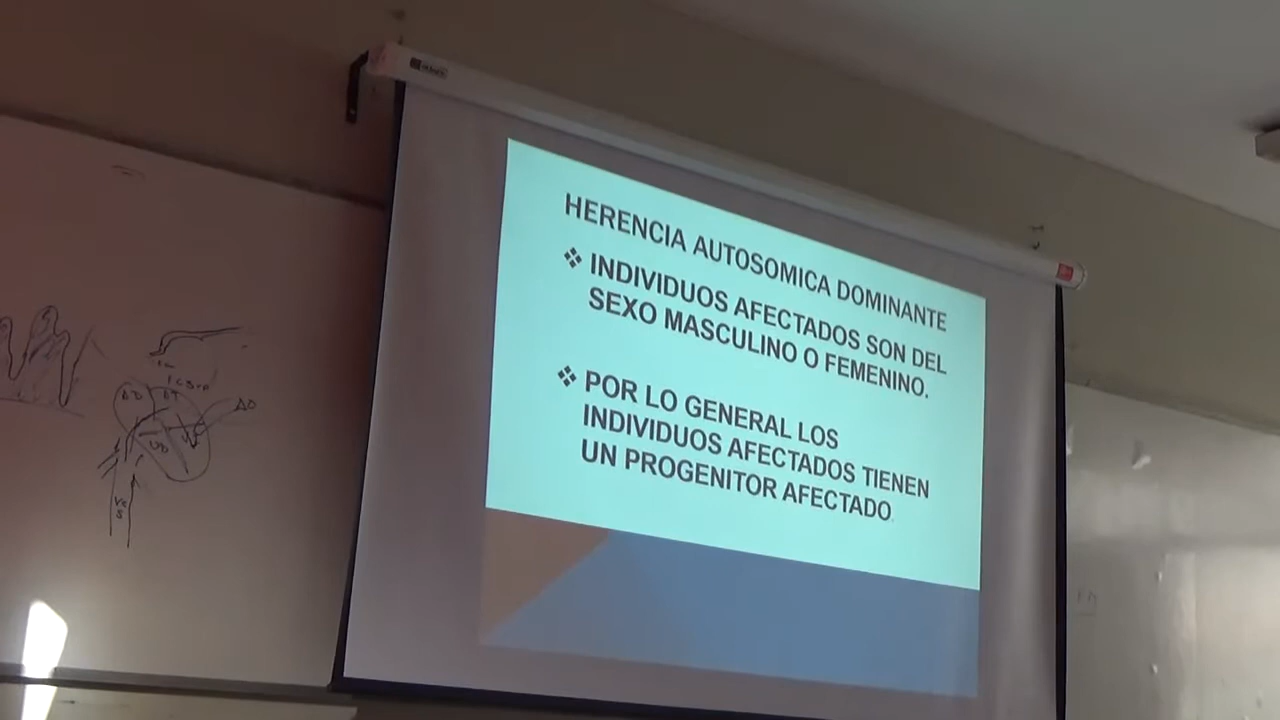 HERENCIA AUTOSOMICA DOMINANTE
❖ INDIVIDUOS AFECTADOS SON DEL
SEXO MASCULINO O FEMENINO.
❖ POR LO GENERAL LOS
INDIVIDUOS AFECTADOS TIENEN
UN PROGENITOR AFECTADO.